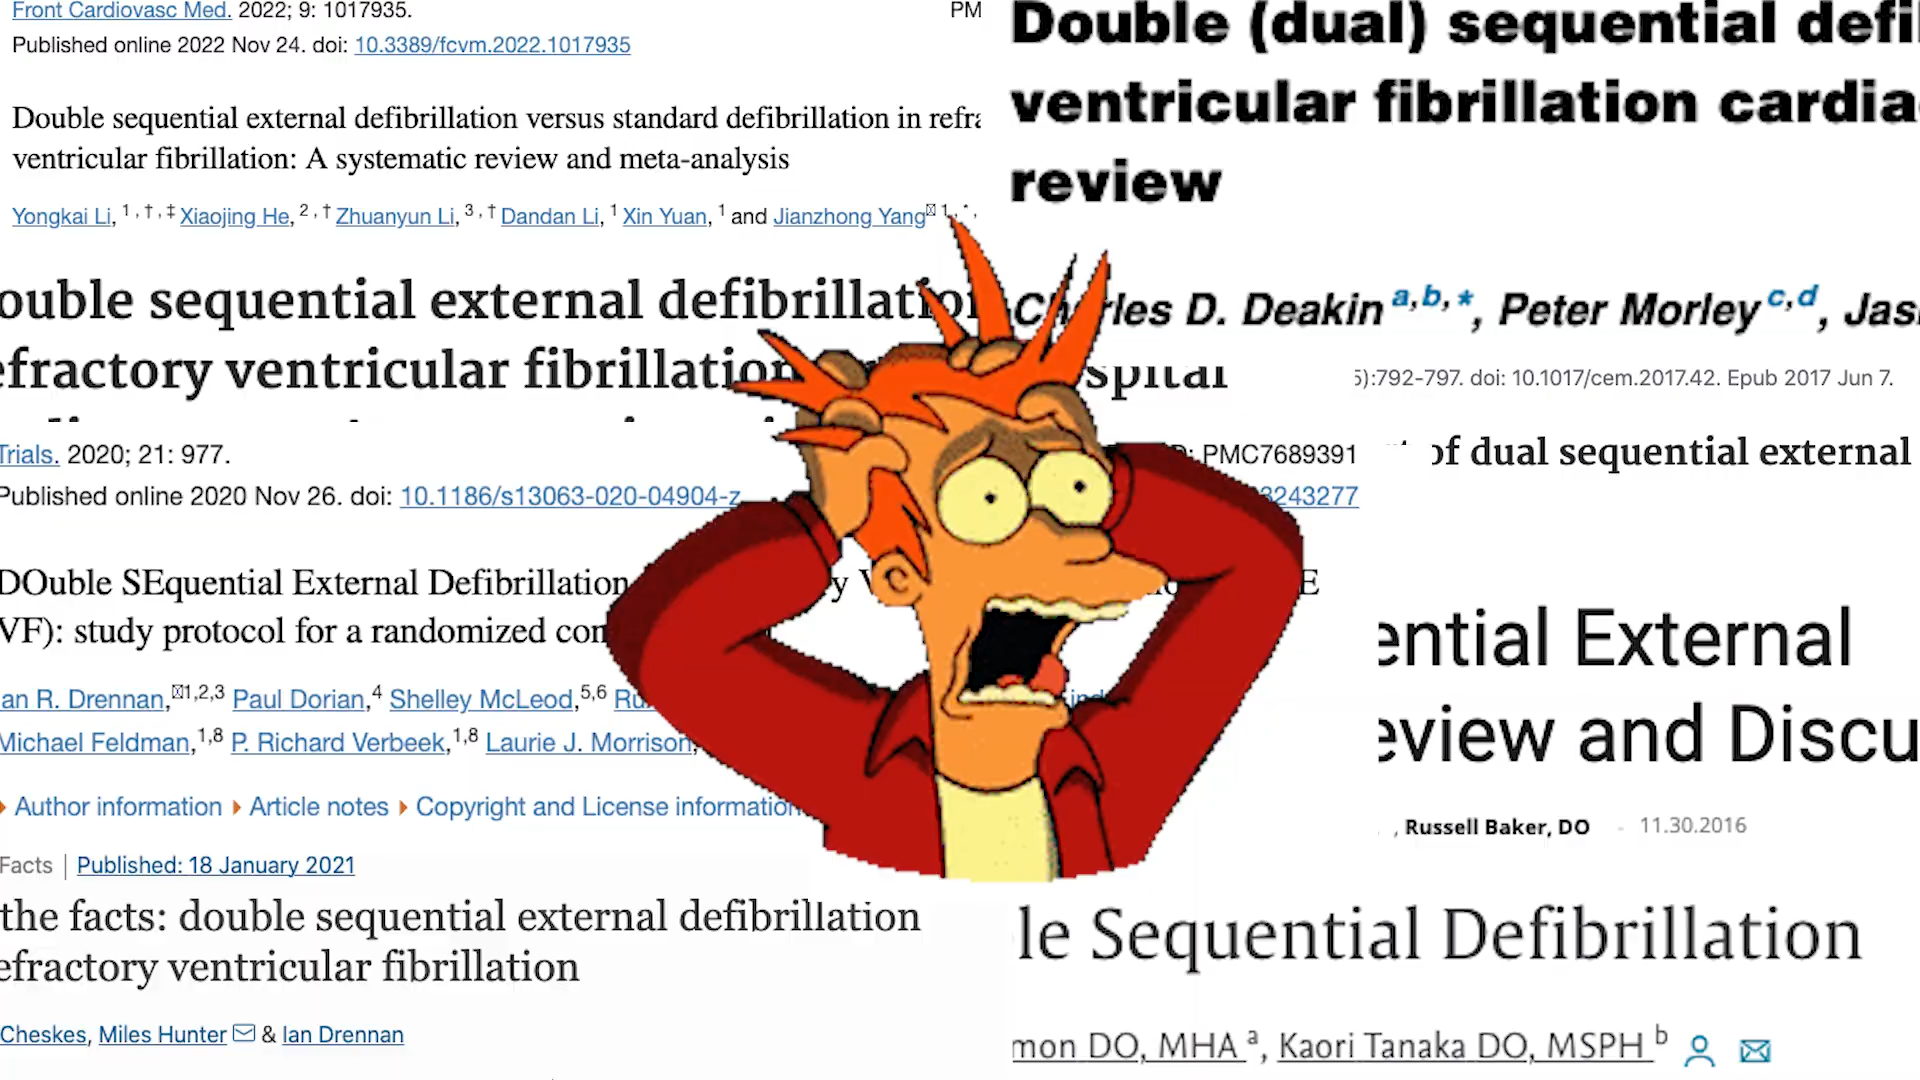 Front Cardiovasc Med. 2022; 9: 1017935.
PM
Published online 2022 Nov 24. doi: 10.3389/fcvm.2022.1017935
Double sequential external defibrillation versus standard defibrillation in refra
ventricular fibrillation: A systematic review and meta-analysis
Yongkai Li, 1,†,‡ Xiaojing He, 2,† Zhuanyun Li, 3,† Dandan Li, 1 Xin Yuan, 1 and Jianzhong Yang 1,*,
Double (dual) sequential defi
ventricular fibrillation cardia
review
Charles D. Deakin a,b,*, Peter Morley c,d, Jas
ouble sequential external defibrillation
efractory ventricular fibrillation
spital
5):792-797. doi: 10.1017/cem.2017.42. Epub 2017 Jun 7.
of dual sequential external
Trials. 2020; 21: 977.
: PMC7689391
Published online 2020 Nov 26. doi: 10.1186/s13063-020-04904-z
3243277
DOuble SEquential External Defibrillation
y V
E
VF): study protocol for a randomized con
an R. Drennan, 1,2,3 Paul Dorian, 4 Shelley McLeod, 5,6 Ru
Michael Feldman, 1,8 P. Richard Verbeek, 1,8 Laurie J. Morrison,
Author information Article notes Copyright and License information
ential External
eview and Discu
, Russell Baker, DO - 11.30.2016
Facts | Published: 18 January 2021
the facts: double sequential external defibrillation
efractory ventricular fibrillation
Cheskes, Miles Hunter & Ian Drennan
le Sequential Defibrillation
mon DO, MHA a, Kaori Tanaka DO, MSPH b